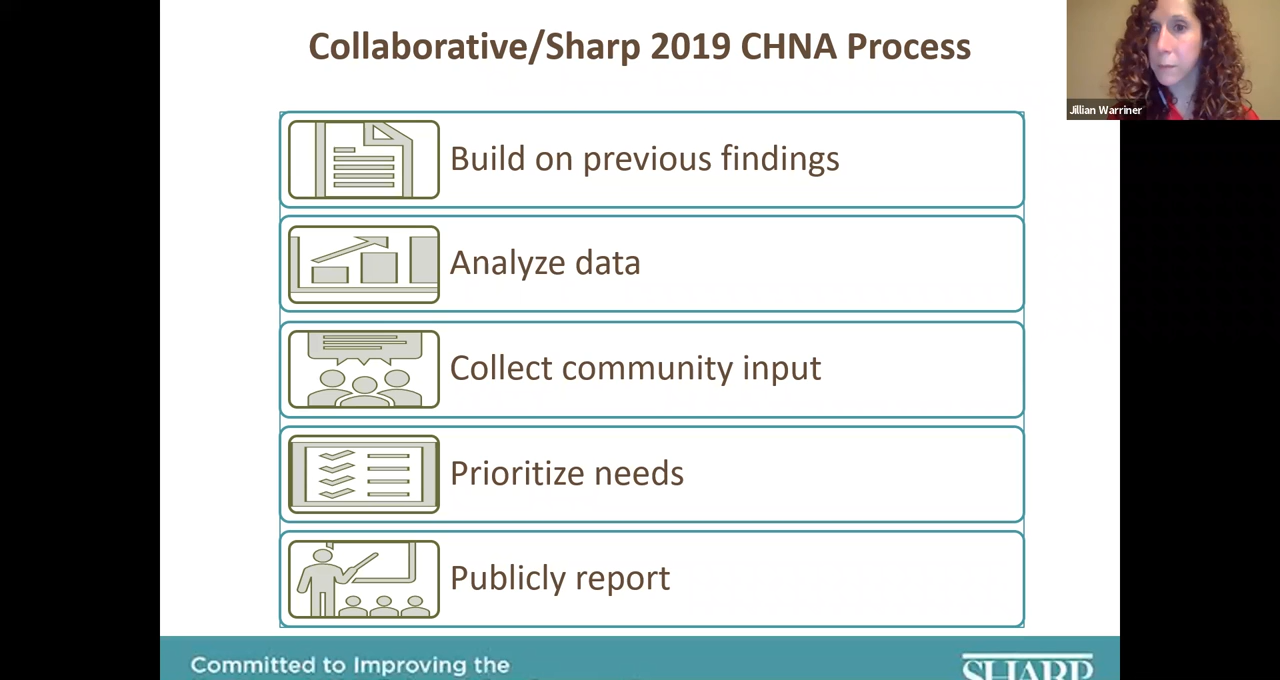 Collaborative/Sharp 2019 CHNA Process
Jillian Warriner
Build on previous findings
Analyze data
Collect community input
Prioritize needs
Publicly report
Committed to Improving the
SHARP